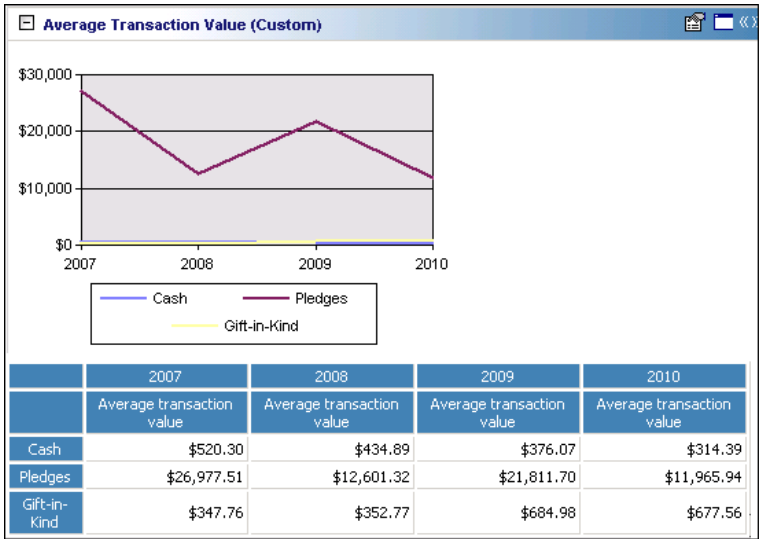 Average Transaction Value (Custom)
$30,000
$20,000
$10,000
$0
2007 2008 2009 2010
Cash Pledges
Gift-in-Kind
2007 2008 2009 2010
Average transaction value Average transaction value Average transaction value Average transaction value
Cash $520.30 $434.89 $376.07 $314.39
Pledges $26,977.51 $12,601.32 $21,811.70 $11,965.94
Gift-in-Kind $347.76 $352.77 $684.98 $677.56